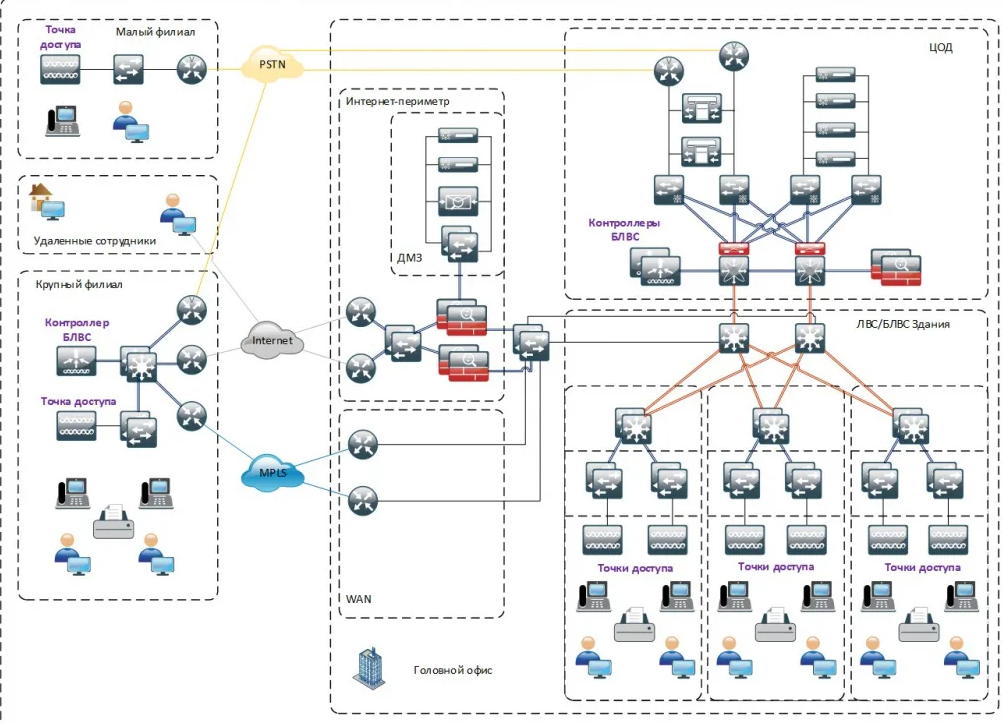 Точка
доступа
Малый филиал
PSTN
ЦОД
Интернет-периметр
ДМЗ
Удаленные сотрудники
Контроллеры
БЛВС
Крупный филиал
Контроллер
БЛВС
Internet
ЛВС/БЛВС Здания
Точка доступа
MPLS
Точки доступа
Точки доступа
Точки доступа
WAN
Головной офис